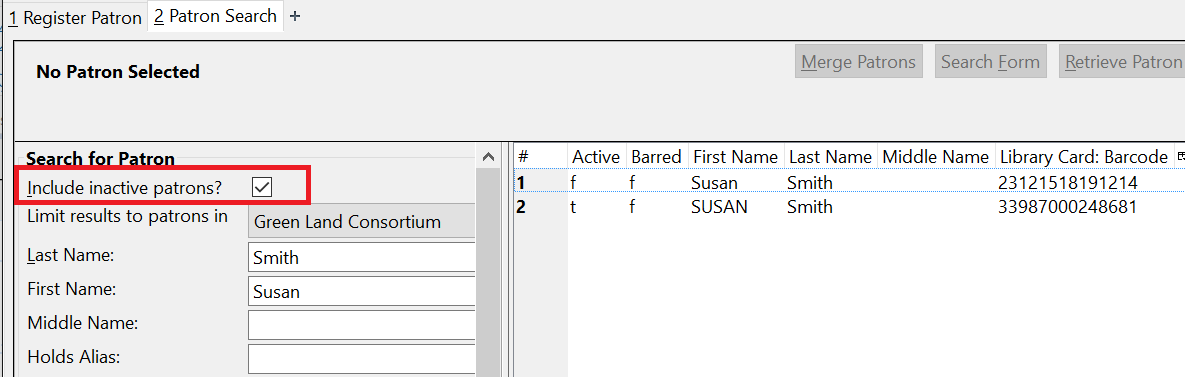 1 Register Patron 2 Patron Search +
No Patron Selected
Merge Patrons Search Form Retrieve Patron
Search for Patron
Include inactive patrons?
Limit results to patrons in Green Land Consortium
Last Name: Smith
First Name: Susan
Middle Name:
Holds Alias:
# Active Barred First Name Last Name Middle Name Library Card: Barcode
1 f f Susan Smith 23121518191214
2 t f SUSAN Smith 33987000248681